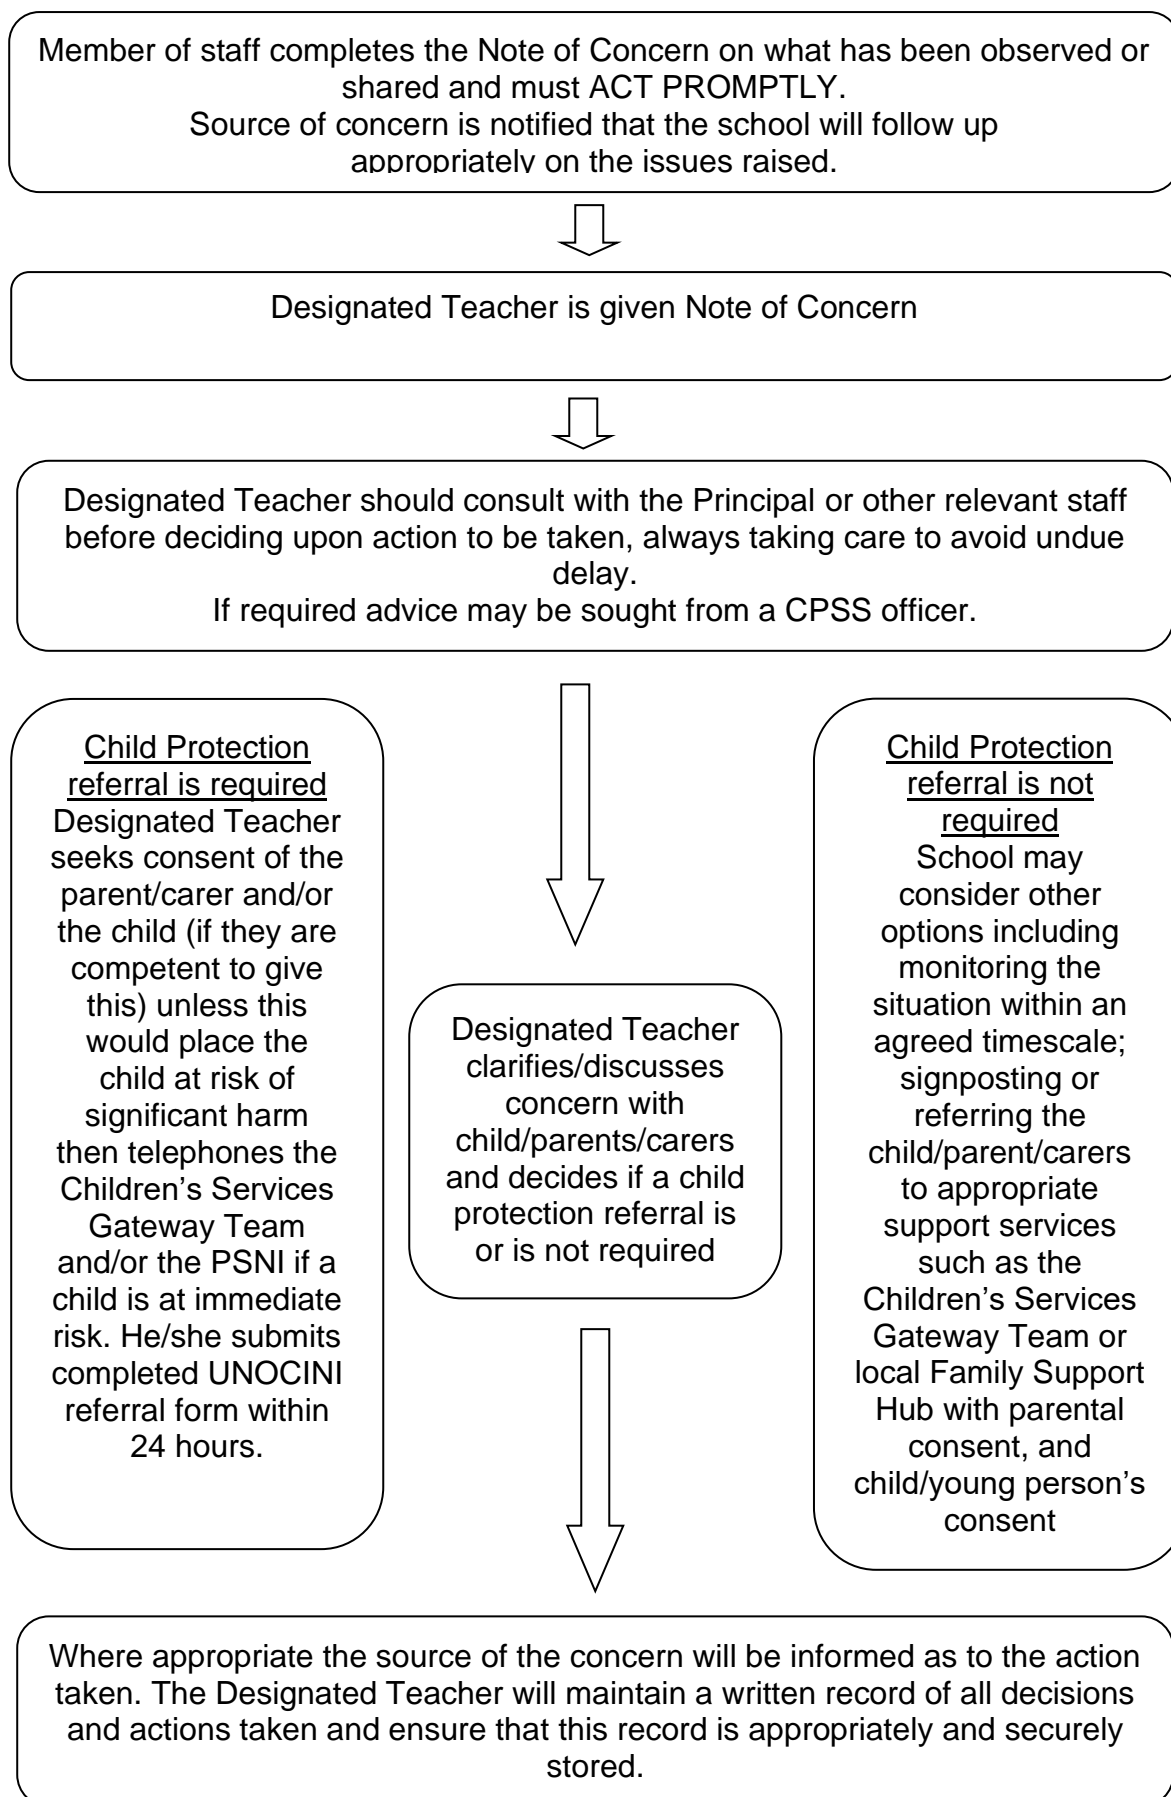 Member of staff completes the Note of Concern on what has been observed or
shared and must ACT PROMPTLY.
Source of concern is notified that the school will follow up
appropriately on the issues raised.
Designated Teacher is given Note of Concern
Designated Teacher should consult with the Principal or other relevant staff
before deciding upon action to be taken, always taking care to avoid undue
delay.
If required advice may be sought from a CPSS officer.
Child Protection
referral is required
Designated Teacher
seeks consent of the
parent/carer and/or
the child (if they are
competent to give
this) unless this
would place the
child at risk of
significant harm
then telephones the
Children’s Services
Gateway Team
and/or the PSNI if a
child is at immediate
risk. He/she submits
completed UNOCINI
referral form within
24 hours.
Designated Teacher
clarifies/discusses
concern with
child/parents/carers
and decides if a child
protection referral is
or is not required
Child Protection
referral is not
required
School may
consider other
options including
monitoring the
situation within an
agreed timescale;
signposting or
referring the
child/parent/carers
to appropriate
support services
such as the
Children’s Services
Gateway Team or
local Family Support
Hub with parental
consent, and
child/young person’s
consent
Where appropriate the source of the concern will be informed as to the action
taken. The Designated Teacher will maintain a written record of all decisions
and actions taken and ensure that this record is appropriately and securely
stored.